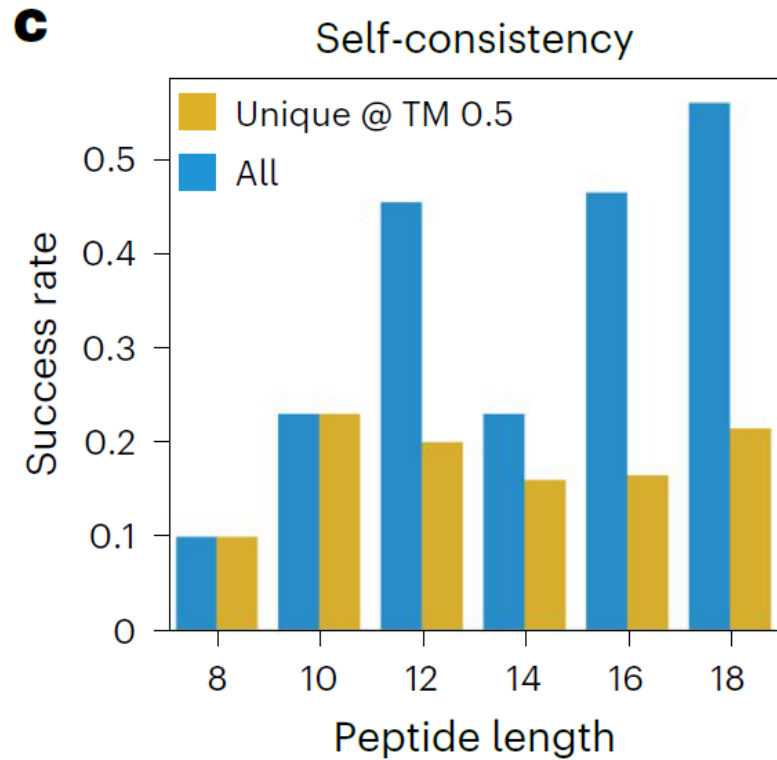 c
Self-consistency
Unique @ TM 0.5
All
Success rate
0.5
0.4
0.3
0.2
0.1
0
8 10 12 14 16 18
Peptide length